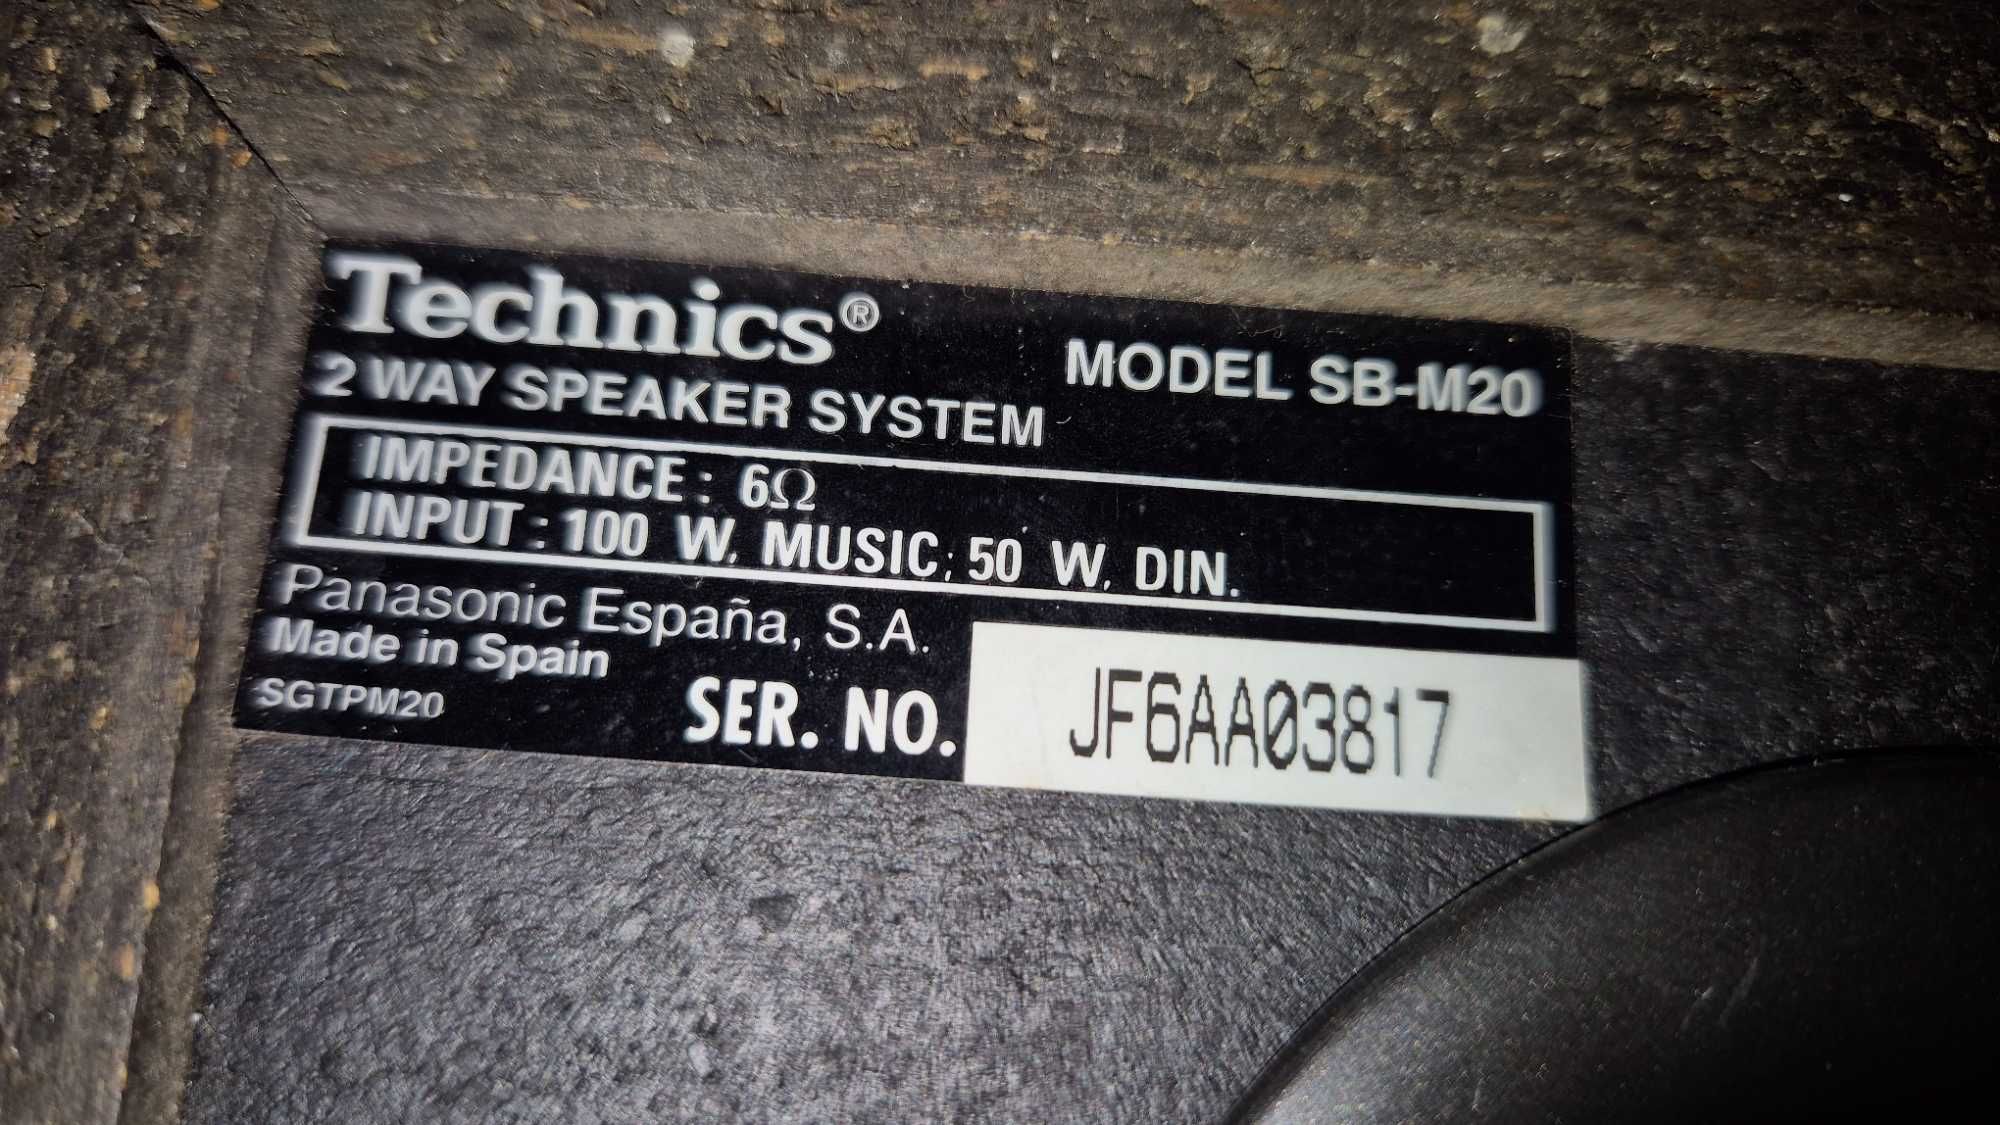 Technics®
MODEL SB-M20
2 WAY SPEAKER SYSTEM
IMPEDANCE : 6Ω
INPUT : 100 W. MUSIC; 50 W. DIN.
Panasonic España, S.A.
Made in Spain
SGTPM20
SER. NO. JF6AA03817